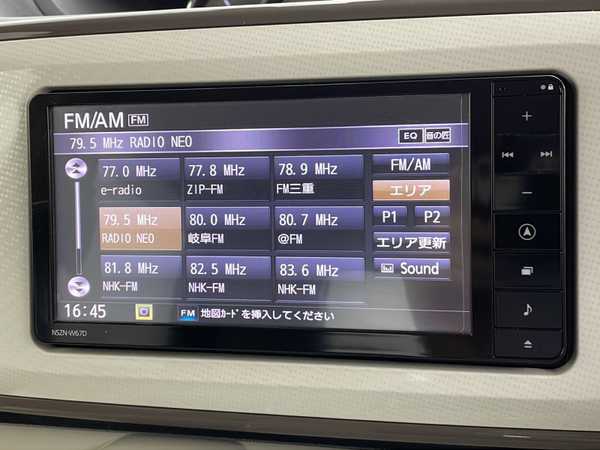 FM/AM FM
79.5 MHz RADIO NEO EQ 音の匠
77.0 MHz 77.8 MHz 78.9 MHz FM/AM
e-radio ZIP-FM FM三重
エリア
79.5 MHz 80.0 MHz 80.7 MHz P1 P2
RADIO NEO 岐阜FM @FM
エリア更新
81.8 MHz 82.5 MHz 83.6 MHz Sound
NHK-FM NHK-FM NHK-FM
16:45 FM 地図ｶｰﾄﾞを挿入してください
NSZN-W67D